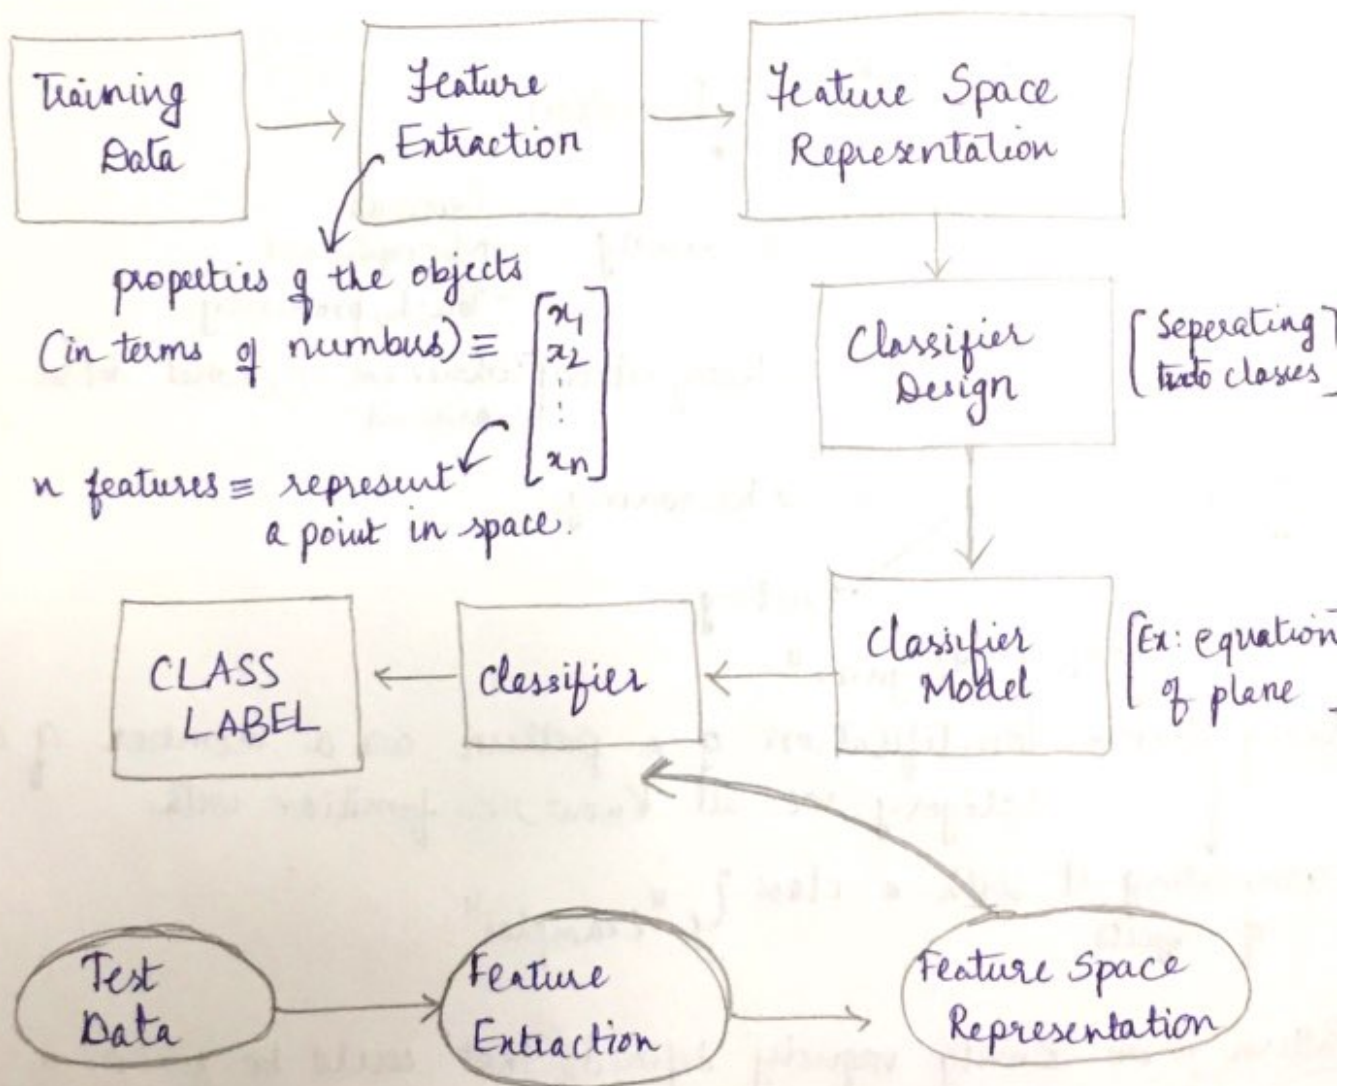 Training
Data
Feature
Extraction
Feature Space
Representation
properties of the objects
(in terms of numbers) ≡
x1
x2
:
:
xn
n features ≡ represent
a point in space.
Classifier
Design
[Seperating]
into classes
Classifier
Model
[Ex: equation
of plane]
Classifier
CLASS
LABEL
Test
Data
Feature
Extraction
Feature Space
Representation